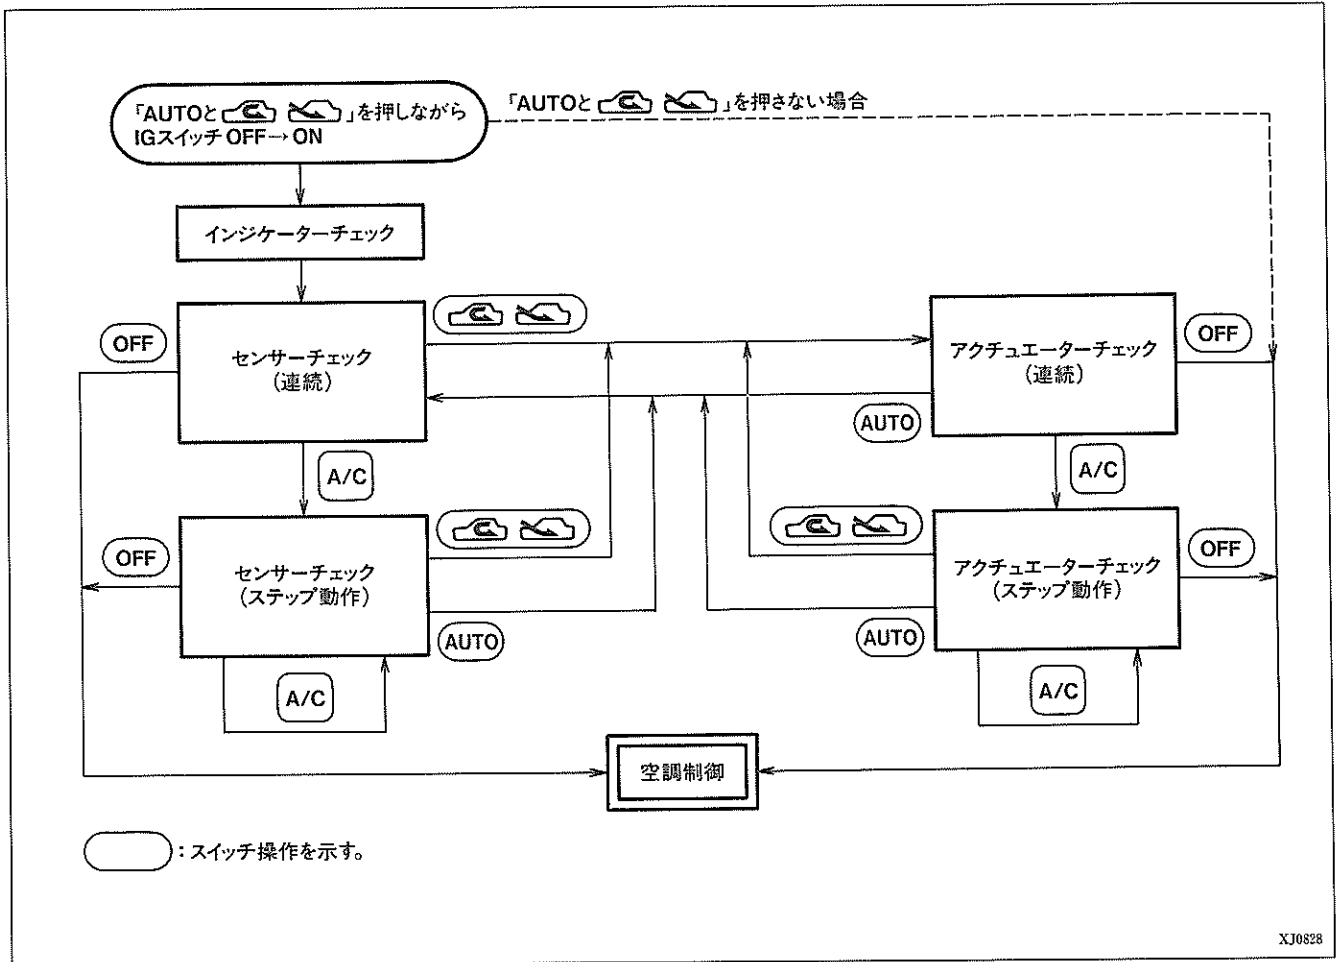 「AUTOと 」を押しながら
IGスイッチ OFF→ON
「AUTOと 」を押さない場合
インジケーターチェック
OFF
センサーチェック
(連続)
アクチュエーターチェック
(連続)
OFF
AUTO
A/C
A/C
OFF
センサーチェック
(ステップ動作)
アクチュエーターチェック
(ステップ動作)
OFF
AUTO
AUTO
A/C
A/C
空調制御
:スイッチ操作を示す。
XJ0828